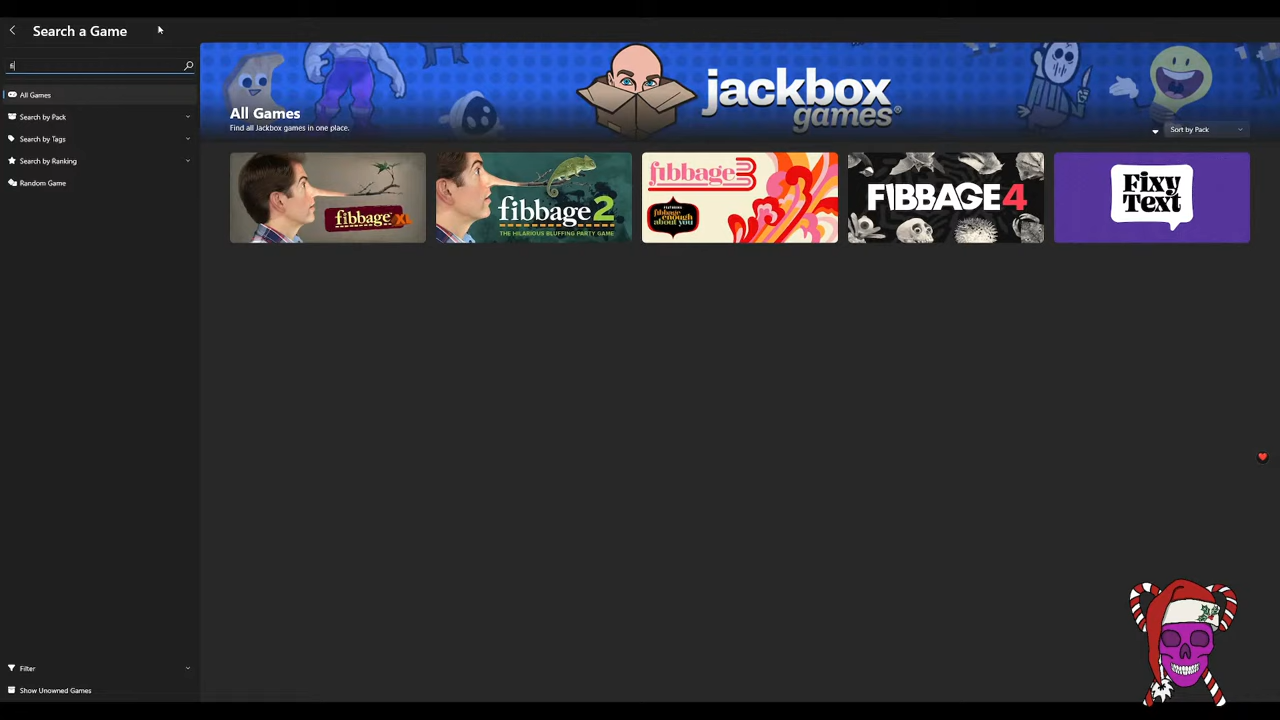 Search a Game
fi
All Games
Search by Pack
Search by Tags
Search by Ranking
Random Game
jackbox
games®
All Games
Find all Jackbox games in one place.
Sort by Pack
fibbage XL
fibbage 2
THE HILARIOUS BLUFFING PARTY GAME
fibbage 3
FEATURING
fibbage
enough
about you
FIBBAGE 4
Fixy
Text
Filter
Show Unowned Games